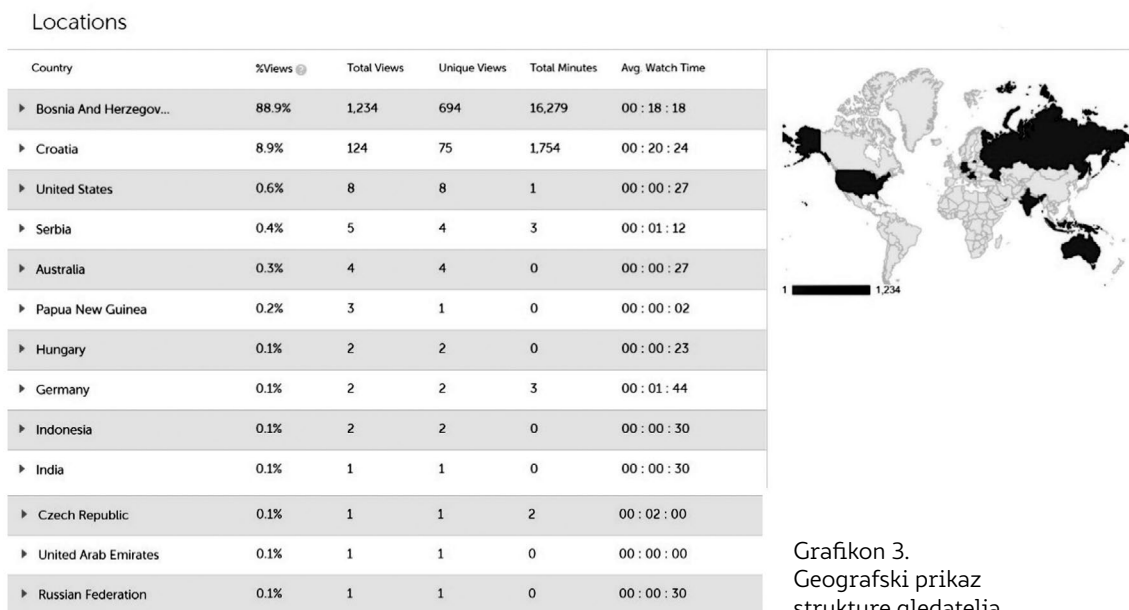 Locations
Country %Views Total Views Unique Views Total Minutes Avg. Watch Time
Bosnia And Herzegov... 88.9% 1,234 694 16,279 00 : 18 : 18
Croatia 8.9% 124 75 1,754 00 : 20 : 24
United States 0.6% 8 8 1 00 : 00 : 27
Serbia 0.4% 5 4 3 00 : 01 : 12
Australia 0.3% 4 4 0 00 : 00 : 27
Papua New Guinea 0.2% 3 1 0 00 : 00 : 02
Hungary 0.1% 2 2 0 00 : 00 : 23
Germany 0.1% 2 2 3 00 : 01 : 44
Indonesia 0.1% 2 2 0 00 : 00 : 30
India 0.1% 1 1 0 00 : 00 : 30
Czech Republic 0.1% 1 1 2 00 : 02 : 00
United Arab Emirates 0.1% 1 1 0 00 : 00 : 00
Russian Federation 0.1% 1 1 0 00 : 00 : 30
1 1,234
Grafikon 3.
Geografski prikaz
strukture gledatelja